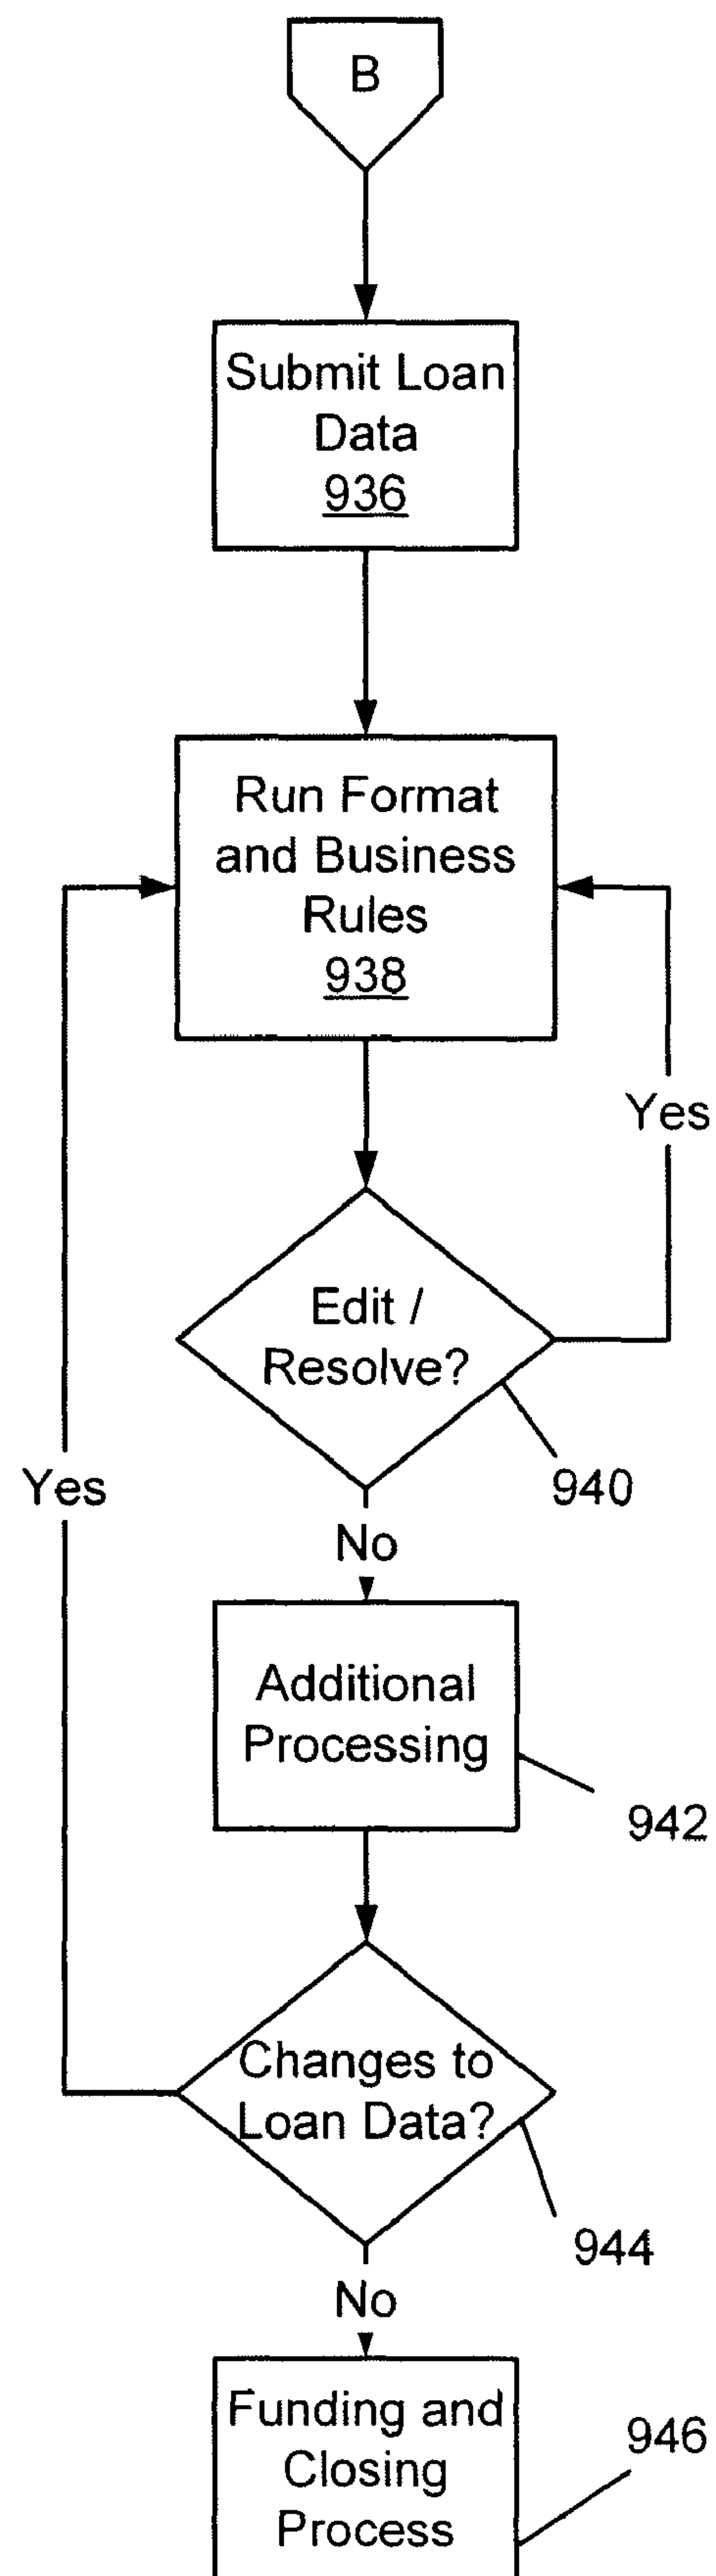 B
Submit Loan
Data
936
Run Format
and Business
Rules
938
Yes
Edit /
Resolve?
940
Yes
No
Additional
Processing
942
Changes to
Loan Data?
944
No
Funding and
Closing
Process
946